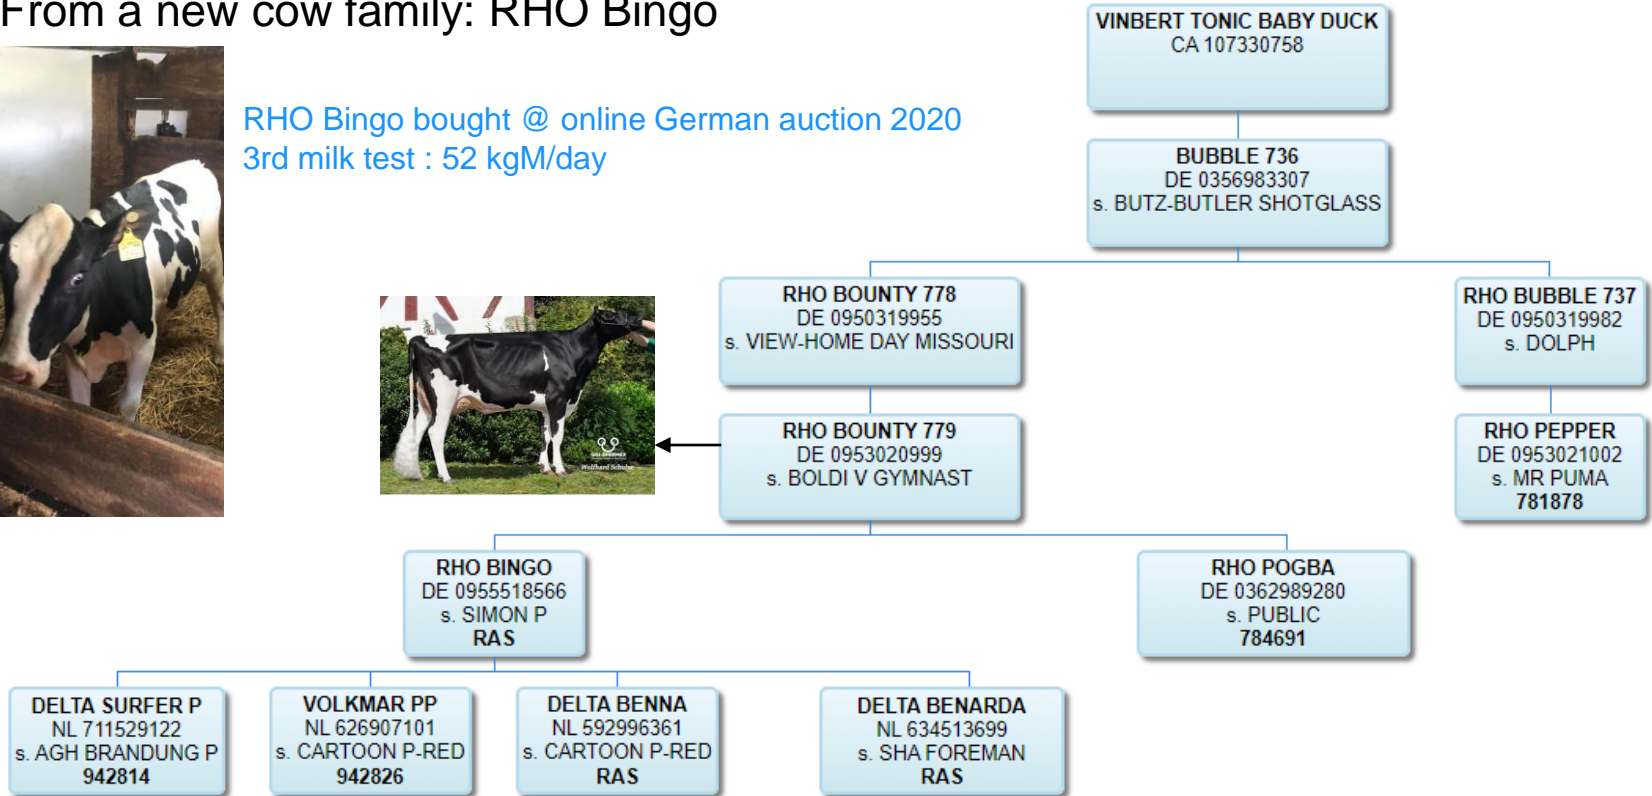 From a new cow family: RHO Bingo
RHO Bingo bought @ online German auction 2020
3rd milk test : 52 kgM/day
VINBERT TONIC BABY DUCK
CA 107330758
BUBBLE 736
DE 0356983307
s. BUTZ-BUTLER SHOTGLASS
RHO BOUNTY 778
DE 0950319955
s. VIEW-HOME DAY MISSOURI
RHO BUBBLE 737
DE 0950319982
s. DOLPH
RHO BOUNTY 779
DE 0953020999
s. BOLDI V GYMNAST
RHO PEPPER
DE 0953021002
s. MR PUMA
781878
Wolfhard Schulze
RHO BINGO
DE 0955518566
s. SIMON P
RAS
RHO POGBA
DE 0362989280
s. PUBLIC
784691
DELTA SURFER P
NL 711529122
s. AGH BRANDUNG P
942814
VOLKMAR PP
NL 626907101
s. CARTOON P-RED
942826
DELTA BENNA
NL 592996361
s. CARTOON P-RED
RAS
DELTA BENARDA
NL 634513699
s. SHA FOREMAN
RAS